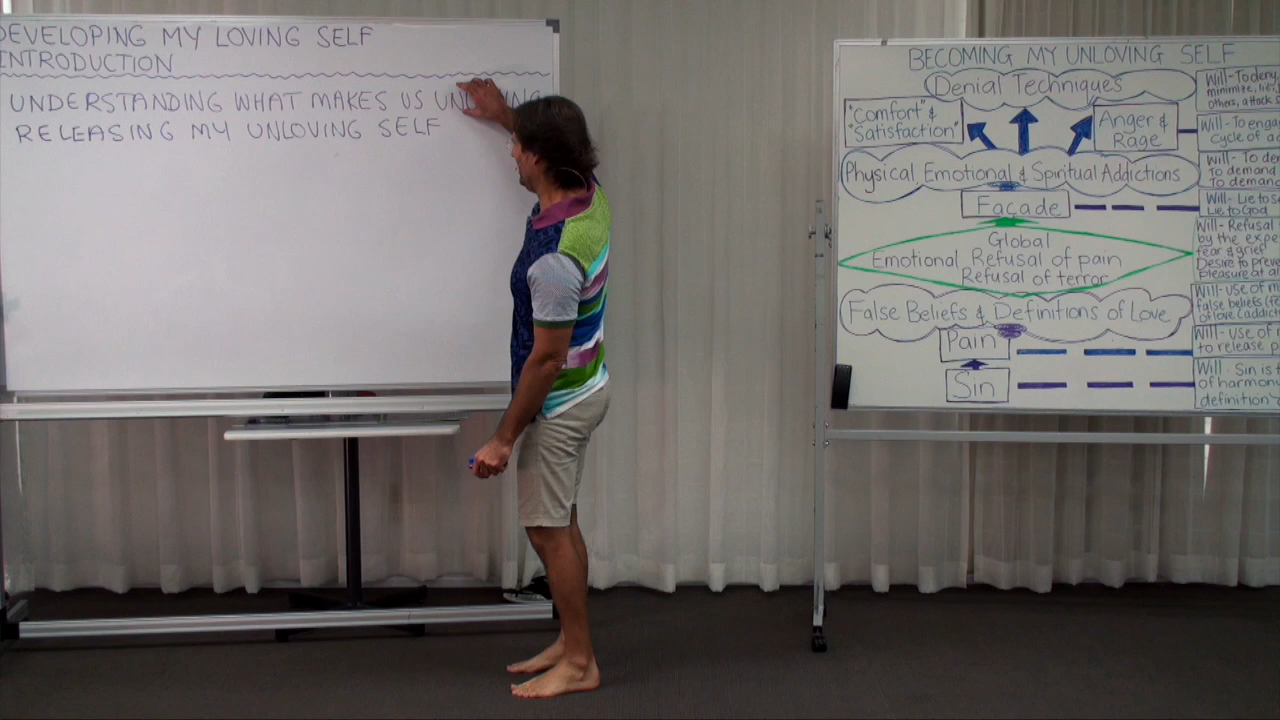 DEVELOPING MY LOVING SELF
INTRODUCTION
UNDERSTANDING WHAT MAKES US
RELEASING MY UNLOVING SELF
BECOMING MY UNLOVING SELF
Denial Techniques
"Comfort" &
"Satisfaction"
Anger &
Rage
Physical, Emotional & Spiritual Addictions
Façade
Global
Emotional Refusal of pain
Refusal of terror
False Beliefs & Definitions of Love
Pain
Sin
Will - To deny
minimize, lie
others, attack
Will - To
cycle of a
Will - To
To demand
To
Will - Lie to
Lie to God
Will - Refusal
by the
fear & grief
Desire to
pleasure at
Will - use of
false beliefs
of love
Will - use of
to release
Will - Sin is
of
definition